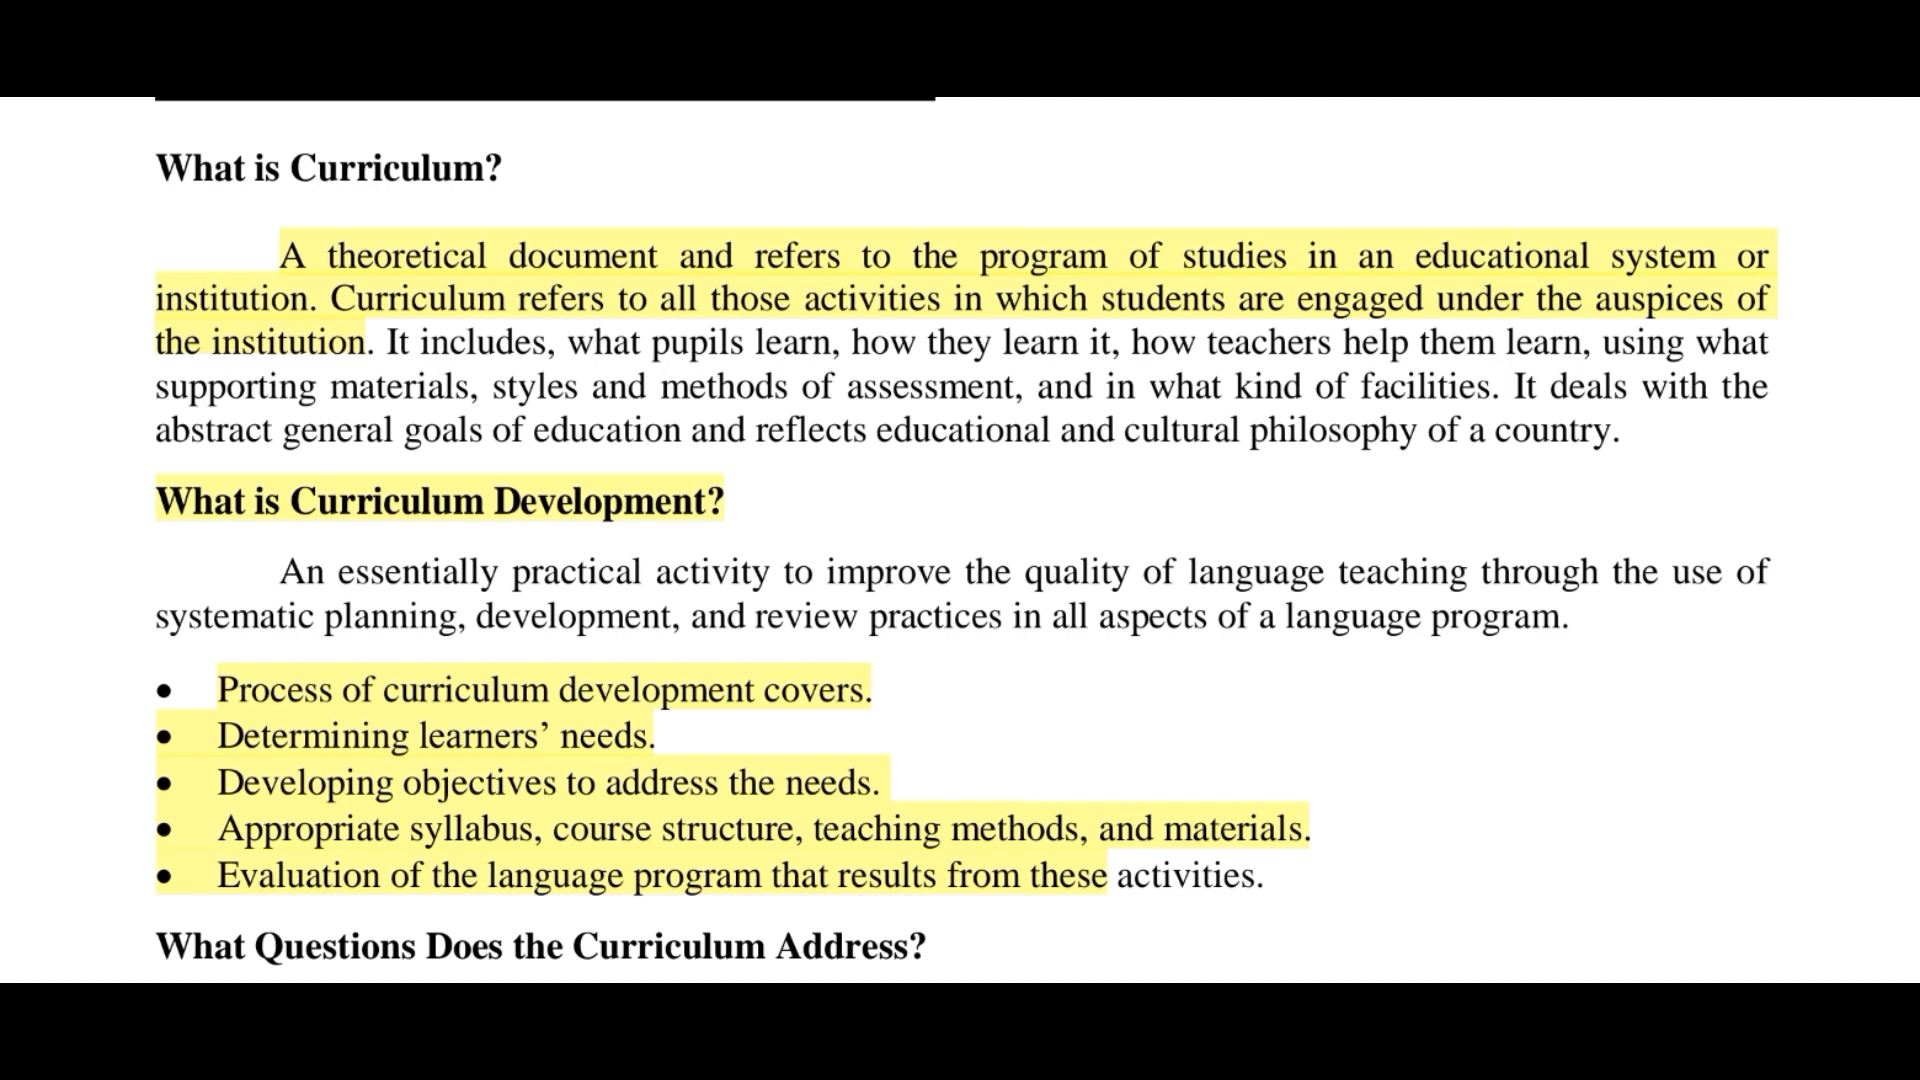 What is Curriculum?
A theoretical document and refers to the program of studies in an educational system or
institution. Curriculum refers to all those activities in which students are engaged under the auspices of
the institution. It includes, what pupils learn, how they learn it, how teachers help them learn, using what
supporting materials, styles and methods of assessment, and in what kind of facilities. It deals with the
abstract general goals of education and reflects educational and cultural philosophy of a country.
What is Curriculum Development?
An essentially practical activity to improve the quality of language teaching through the use of
systematic planning, development, and review practices in all aspects of a language program.
• Process of curriculum development covers.
• Determining learners’ needs.
• Developing objectives to address the needs.
• Appropriate syllabus, course structure, teaching methods, and materials.
• Evaluation of the language program that results from these activities.
What Questions Does the Curriculum Address?